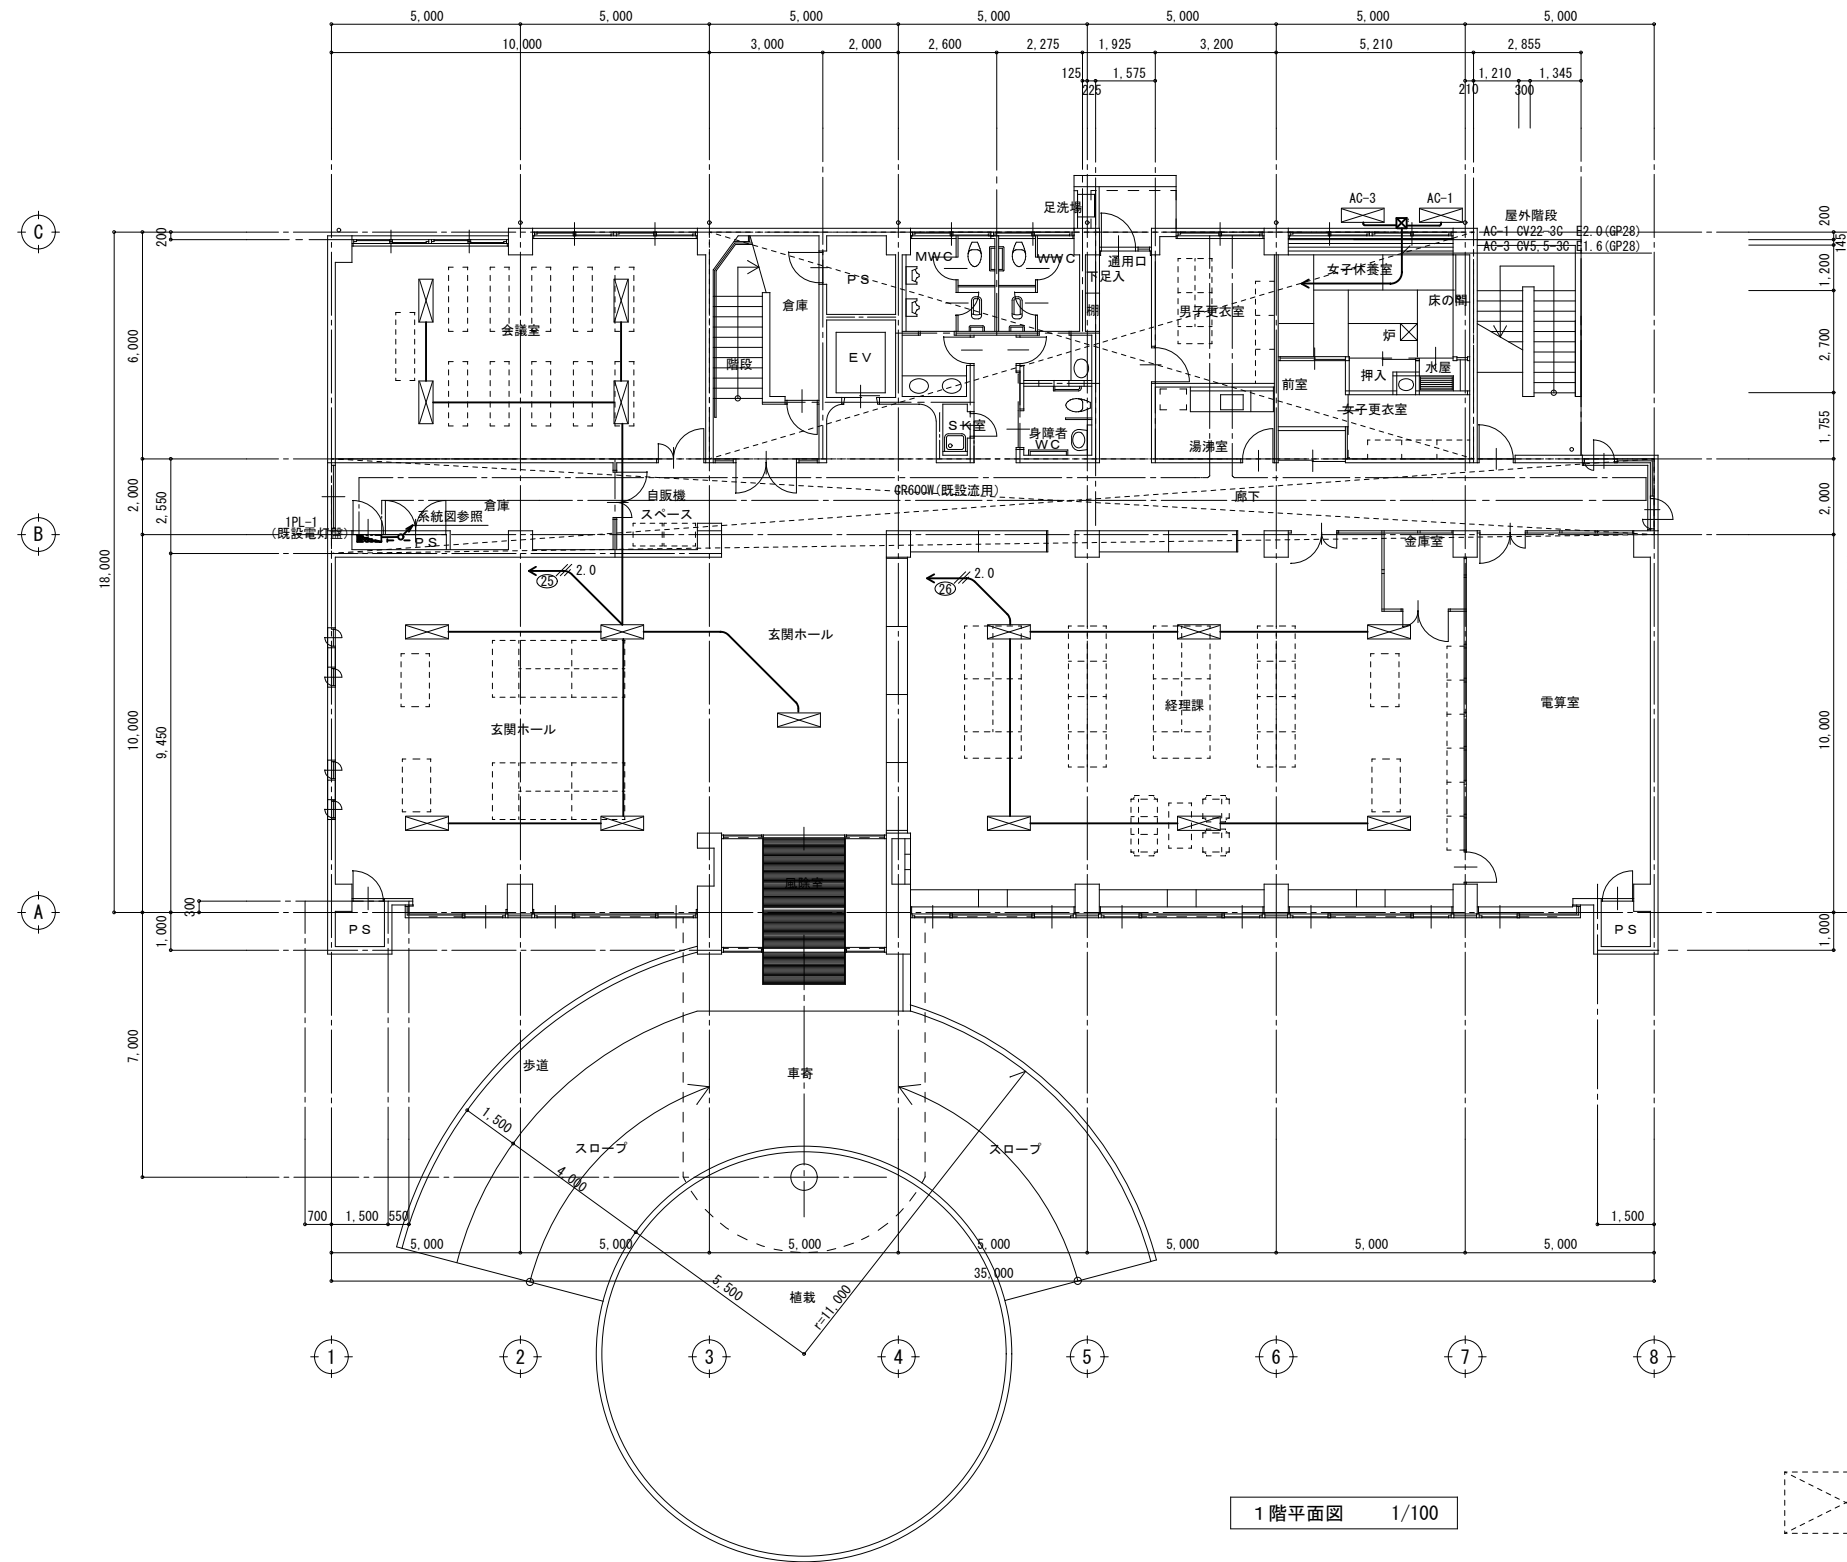 5,000 5,000 5,000 5,000 5,000 5,000 5,000
10,000 3,000 2,000 2,600 2,275 1,925 3,200 5,210 2,855
125 1,575 1,210 1,345
225 210 300
足洗場
AC-3 AC-1
屋外階段
AC-1 CV22-3C E2.0(GP28)
AC-3 CV5,5-3C E1.6(GP28)
C
200
200
145
MWC WWC
通用口
下足入
女子休養室
PS
倉庫
棚
男子更衣室
床の間
1,200
会議室
炉
6,000
EV
階段
2,700
押入
水屋
前室
女子更衣室
SK室
身障者
WC
湯沸室
1,755
2,000
2,550
倉庫
自販機
スペース
GR600W(既設流用)
廊下
2,000
1PL-1
(既設電灯盤)
系統図参照
PS
B
金庫室
18,000
25 2.0
26 2.0
玄関ホール
玄関ホール
経理課
電算室
10,000
9,450
10,000
風除室
A
300
1,000
PS
PS
1,000
7,000
歩道
車寄
1,500
スロープ
スロープ
4,000
700 1,500 550
1,500
5,000 5,000 5,000 5,000 5,000 5,000 5,000
35,000
5,500
植栽
r=11,000
1 2 3 4 5 6 7 8
1階平面図 1/100